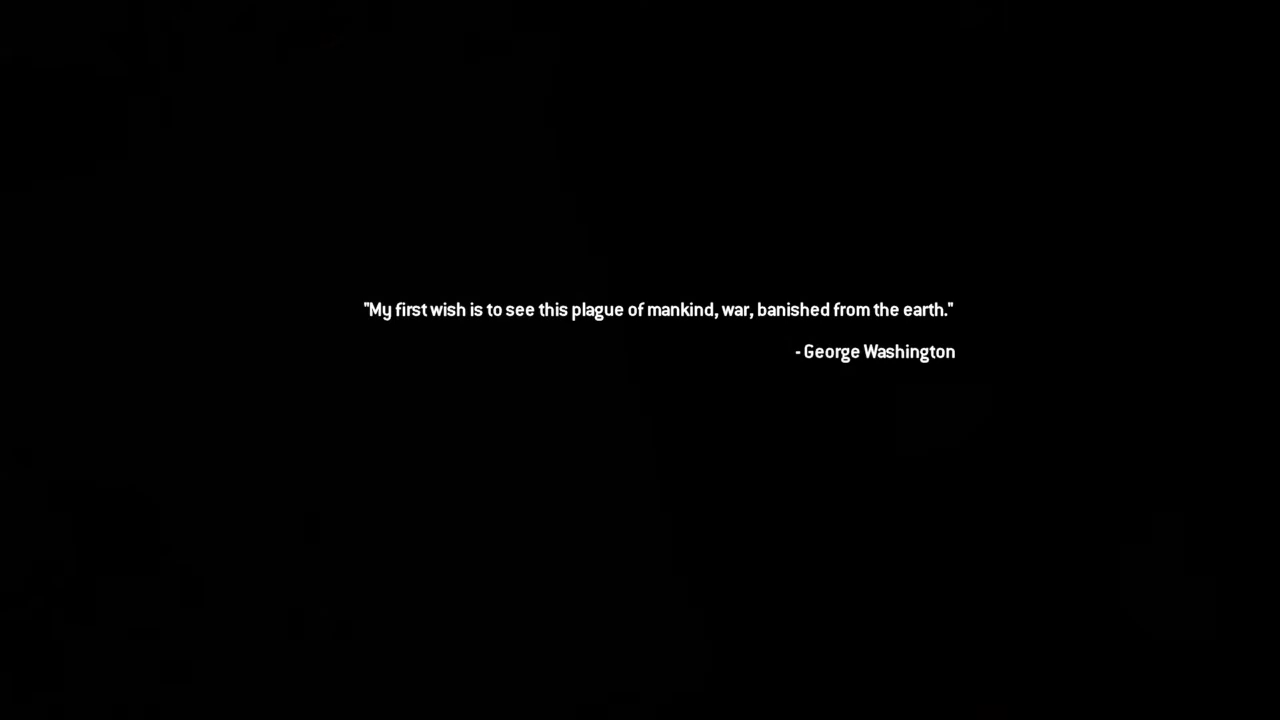 "My first wish is to see this plague of mankind, war, banished from the earth."
- George Washington